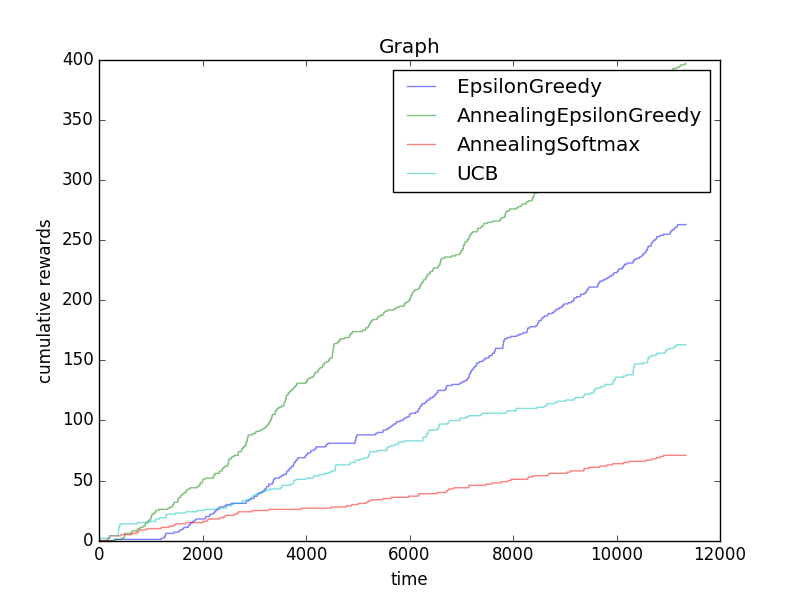 Graph
400
350
300
250
200
150
100
50
0
cumulative rewards
EpsilonGreedy
AnnealingEpsilonGreedy
AnnealingSoftmax
UCB
0 2000 4000 6000 8000 10000 12000
time